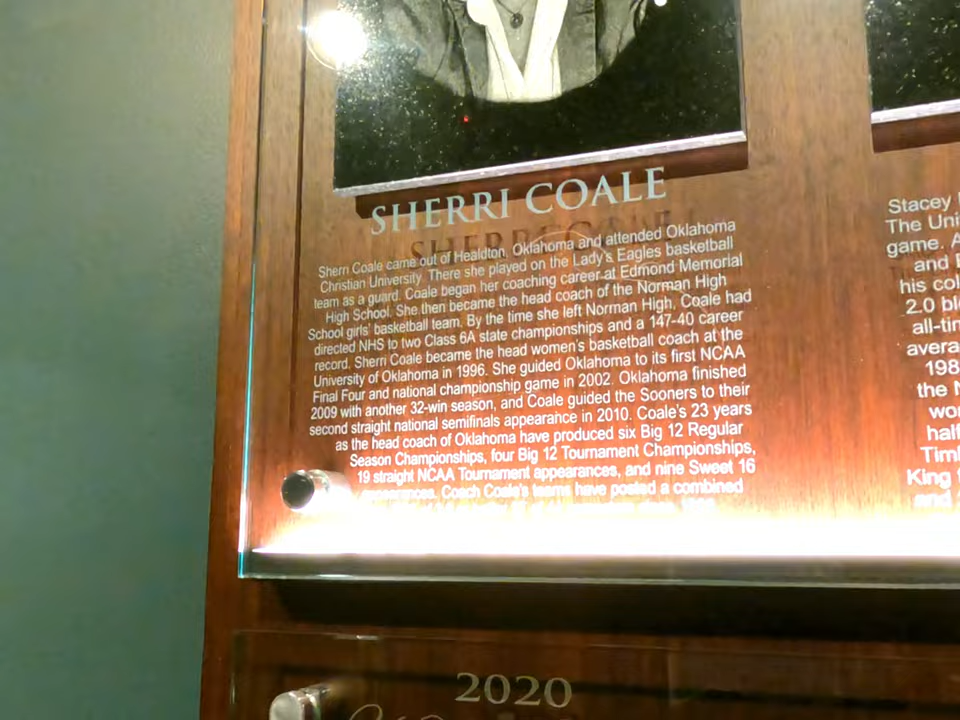 SHERRI COALE
Sherri Coale came out of Healdton, Oklahoma and attended Oklahoma
Christian University. There she played on the Lady's Eagles basketball
team as a guard. Coale began her coaching career at Edmond Memorial
High School. She then became the head coach of the Norman High
School girls' basketball team. By the time she left Norman High, Coale had
directed NHS to two Class 6A state championships and a 147-40 career
record. Sherri Coale became the head women's basketball coach at the
University of Oklahoma in 1996. She guided Oklahoma to its first NCAA
Final Four and national championship game in 2002. Oklahoma finished
2009 with another 32-win season, and Coale guided the Sooners to their
second straight national semifinals appearance in 2010. Coale's 23 years
as the head coach of Oklahoma have produced six Big 12 Regular
Season Championships, four Big 12 Tournament Championships,
19 straight NCAA Tournament appearances, and nine Sweet 16
appearances. Coach Coale's teams have posted a combined
Stacey
The Uni
game. A
and
his col
2.0 bl
all-tim
avera
198
the N
wo
half
Timb
King
and
2020